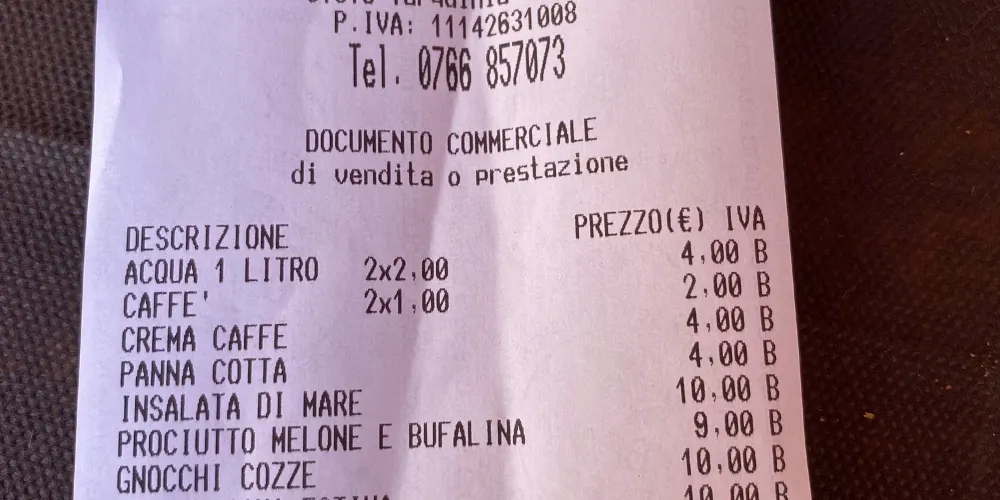 P.IVA: 11142631008
Tel. 0766 857073
DOCUMENTO COMMERCIALE
di vendita o prestazione
DESCRIZIONE PREZZO(€) IVA
ACQUA 1 LITRO 2x2,00 4,00 B
CAFFE' 2x1,00 2,00 B
CREMA CAFFE 4,00 B
PANNA COTTA 4,00 B
INSALATA DI MARE 10,00 B
PROCIUTTO MELONE E BUFALINA 9,00 B
GNOCCHI COZZE 10,00 B
10,00 B